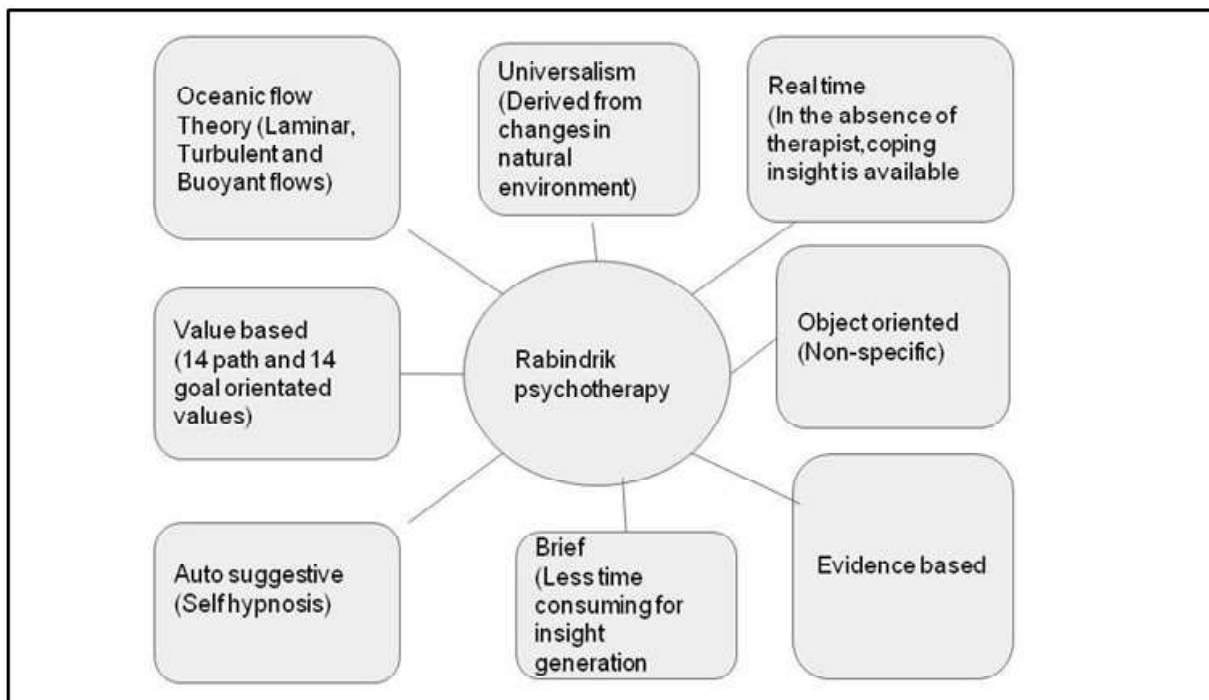 Oceanic flow
Theory (Laminar,
Turbulent and
Buoyant flows)
Universalism
(Derived from
changes in
natural
environment)
Real time
(In the absence of
therapist, coping
insight is available
Value based
(14 path and 14
goal orientated
values)
Rabindrik
psychotherapy
Object oriented
(Non-specific)
Auto suggestive
(Self hypnosis)
Brief
(Less time
consuming for
insight
generation
Evidence based